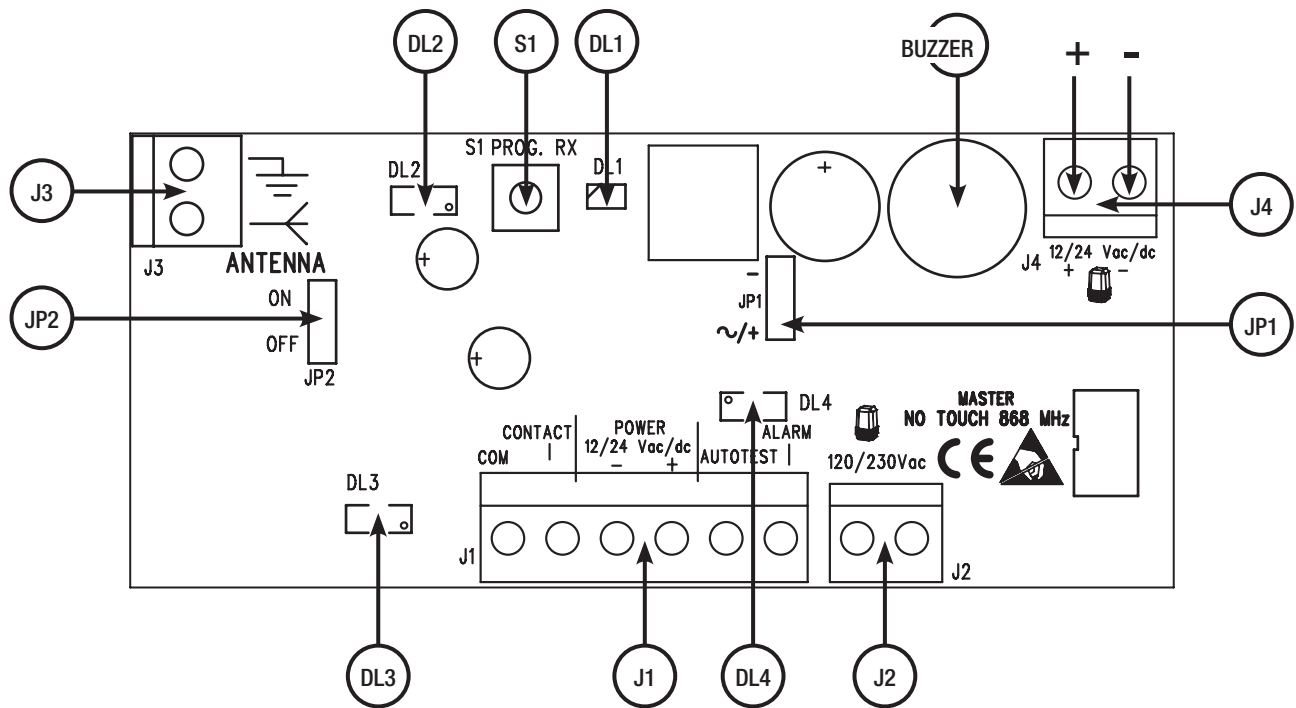 DL2 S1 DL1 BUZZER + -
S1 PROG. RX
DL2 DL1
J3
J4
J3
ANTENNA
ON
OFF
JP2
JP2
+
+
+
-
JP1
~/+
J4 12/24 Vac/dc
+ -
JP1
DL4
MASTER
NO TOUCH 868 MHz
CE
120/230Vac
COM CONTACT POWER AUTOTEST ALARM
12/24 Vac/dc
- +
DL3
J1
J2
DL3 J1 DL4 J2